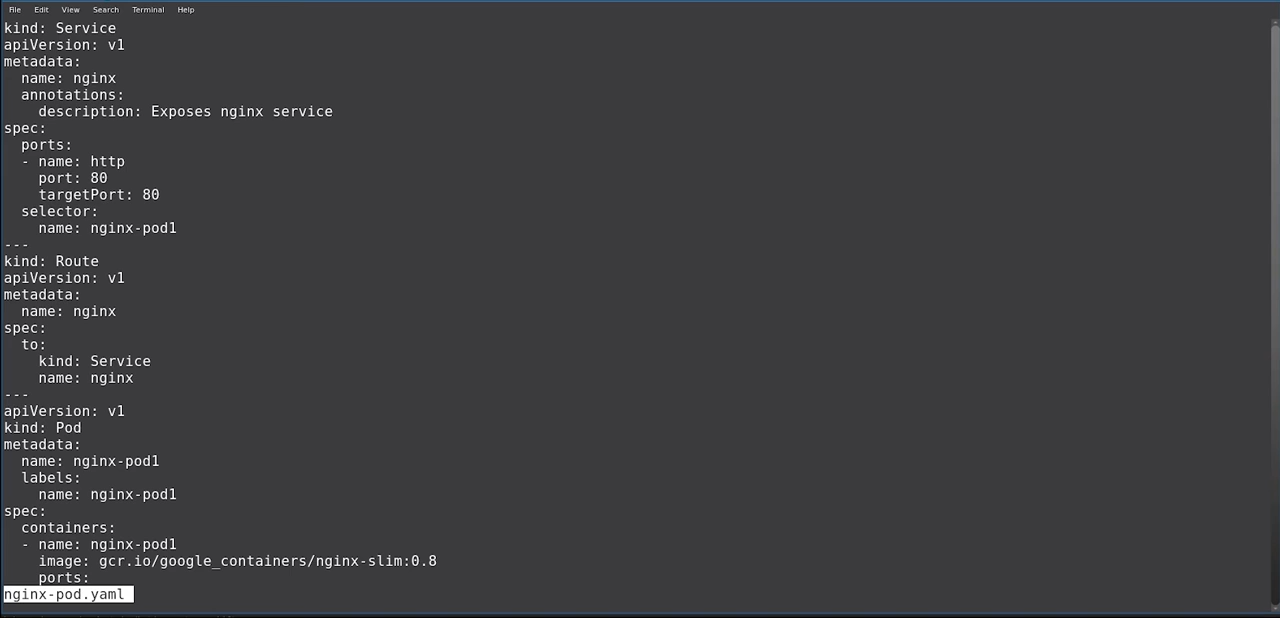 File Edit View Search Terminal Help
kind: Service
apiVersion: v1
metadata:
  name: nginx
  annotations:
    description: Exposes nginx service
spec:
  ports:
  - name: http
    port: 80
    targetPort: 80
  selector:
    name: nginx-pod1
---
kind: Route
apiVersion: v1
metadata:
  name: nginx
spec:
  to:
    kind: Service
    name: nginx
---
apiVersion: v1
kind: Pod
metadata:
  name: nginx-pod1
  labels:
    name: nginx-pod1
spec:
  containers:
  - name: nginx-pod1
    image: gcr.io/google_containers/nginx-slim:0.8
    ports:
nginx-pod.yaml